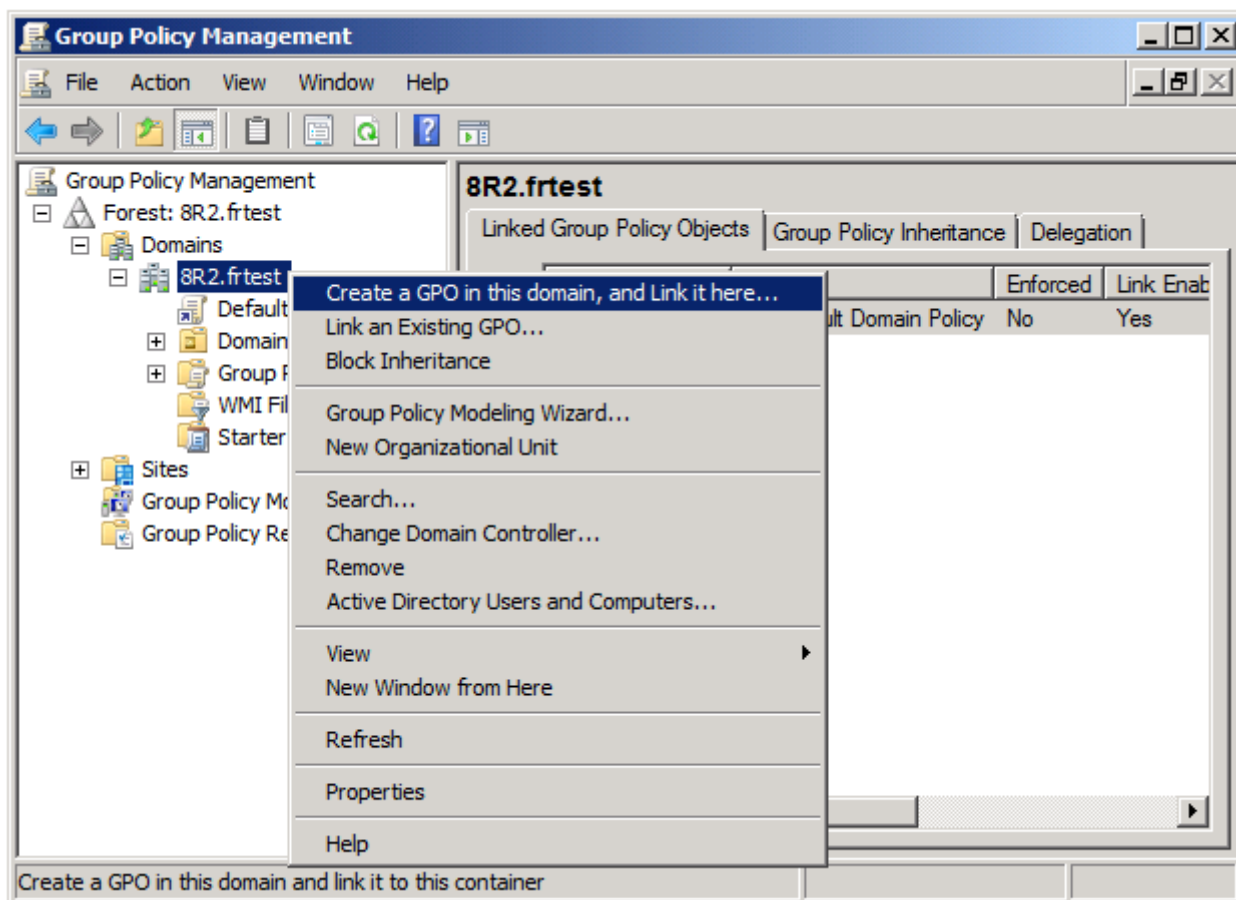 Group Policy Management
File Action View Window Help
Group Policy Management
Forest: 8R2.frtest
Domains
8R2.frtest
Default
Domain
Group
WMI Fil
Starter
Sites
Group Policy Mo
Group Policy Re
8R2.frtest
Linked Group Policy Objects Group Policy Inheritance Delegation
Enforced Link Enab
ult Domain Policy No Yes
Create a GPO in this domain, and Link it here...
Link an Existing GPO...
Block Inheritance
Group Policy Modeling Wizard...
New Organizational Unit
Search...
Change Domain Controller...
Remove
Active Directory Users and Computers...
View
New Window from Here
Refresh
Properties
Help
Create a GPO in this domain and link it to this container